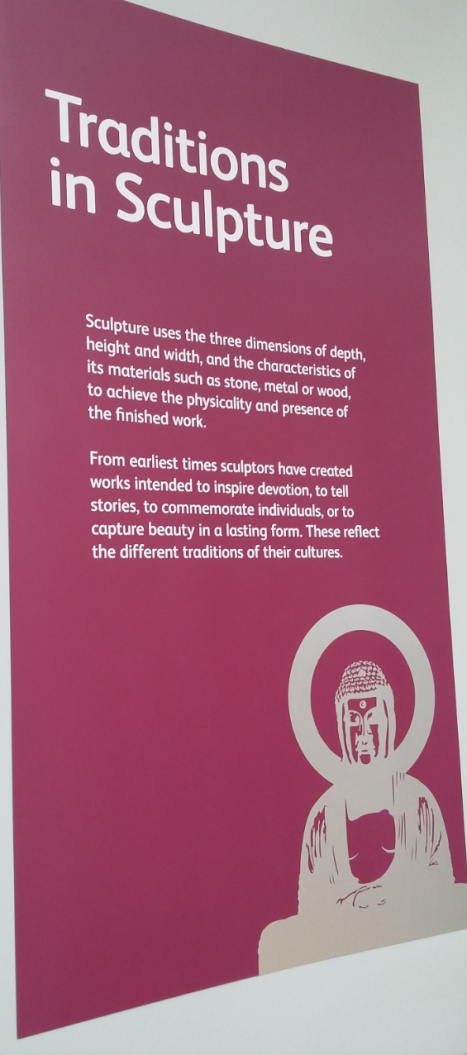 Traditions
in Sculpture
Sculpture uses the three dimensions of depth,
height and width, and the characteristics of
its materials such as stone, metal or wood,
to achieve the physicality and presence of
the finished work.
From earliest times sculptors have created
works intended to inspire devotion, to tell
stories, to commemorate individuals, or to
capture beauty in a lasting form. These reflect
the different traditions of their cultures.